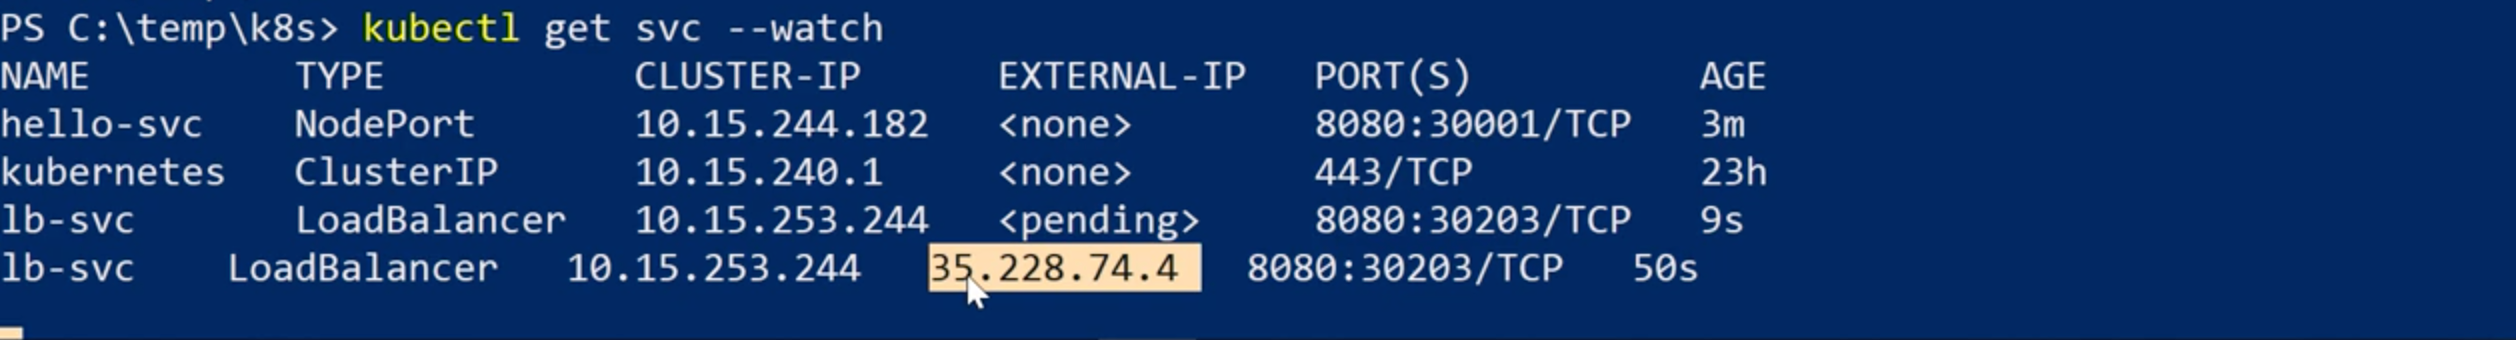 PS C:\temp\k8s> kubectl get svc --watch
NAME TYPE CLUSTER-IP EXTERNAL-IP PORT(S) AGE
hello-svc NodePort 10.15.244.182 <none> 8080:30001/TCP 3m
kubernetes ClusterIP 10.15.240.1 <none> 443/TCP 23h
lb-svc LoadBalancer 10.15.253.244 <pending> 8080:30203/TCP 9s
lb-svc LoadBalancer 10.15.253.244 35.228.74.4 8080:30203/TCP 50s